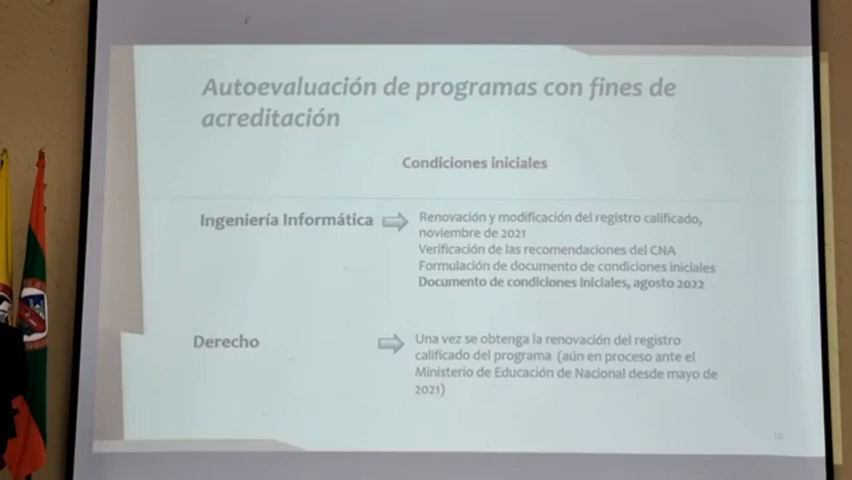 Autoevaluación de programas con fines de
acreditación
Condiciones iniciales
Ingeniería Informática
Renovación y modificación del registro calificado,
noviembre de 2021
Verificación de las recomendaciones del CNA
Formulación de documento de condiciones iniciales
Documento de condiciones iniciales, agosto 2022
Derecho
Una vez se obtenga la renovación del registro
calificado del programa (aún en proceso ante el
Ministerio de Educación de Nacional desde mayo de
2021)